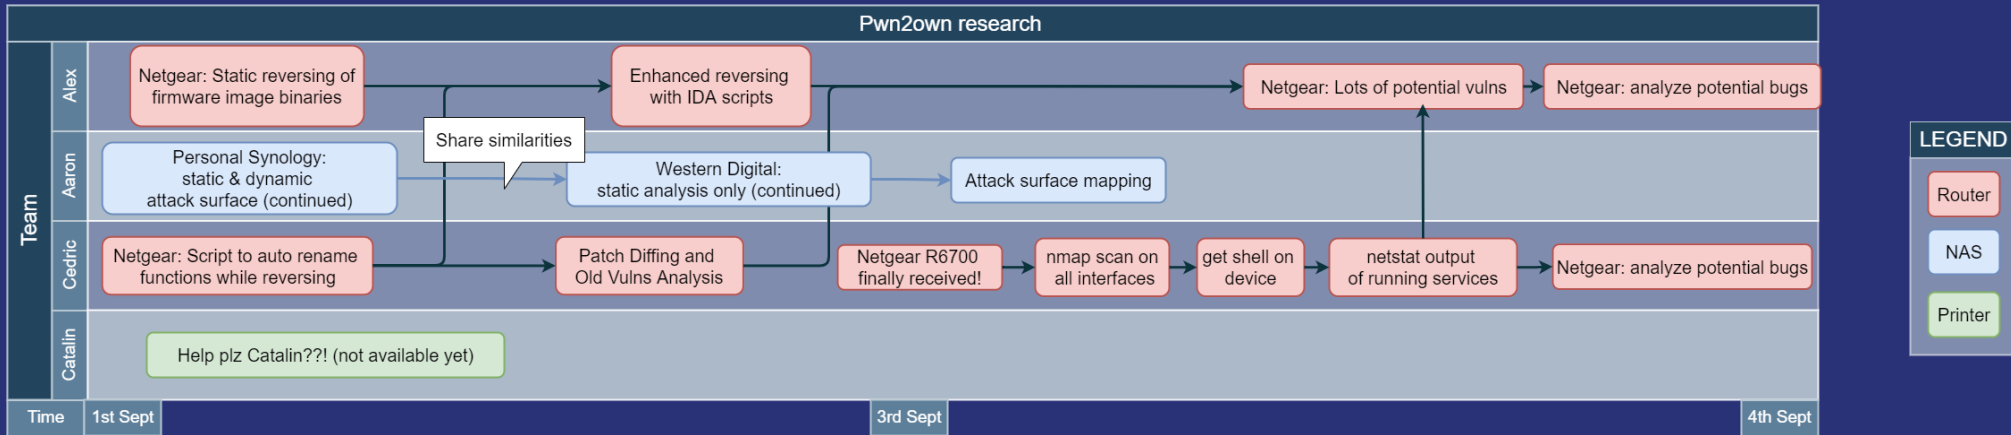 Pwn2own research
Team
Alex
Netgear: Static reversing of
firmware image binaries
Enhanced reversing
with IDA scripts
Netgear: Lots of potential vulns
Netgear: analyze potential bugs
Share similarities
Aaron
Personal Synology:
static & dynamic
attack surface (continued)
Western Digital:
static analysis only (continued)
Attack surface mapping
Cedric
Netgear: Script to auto rename
functions while reversing
Patch Diffing and
Old Vulns Analysis
Netgear R6700
finally received!
nmap scan on
all interfaces
get shell on
device
netstat output
of running services
Netgear: analyze potential bugs
Catalin
Help plz Catalin??! (not available yet)
Time
1st Sept
3rd Sept
4th Sept
LEGEND
Router
NAS
Printer